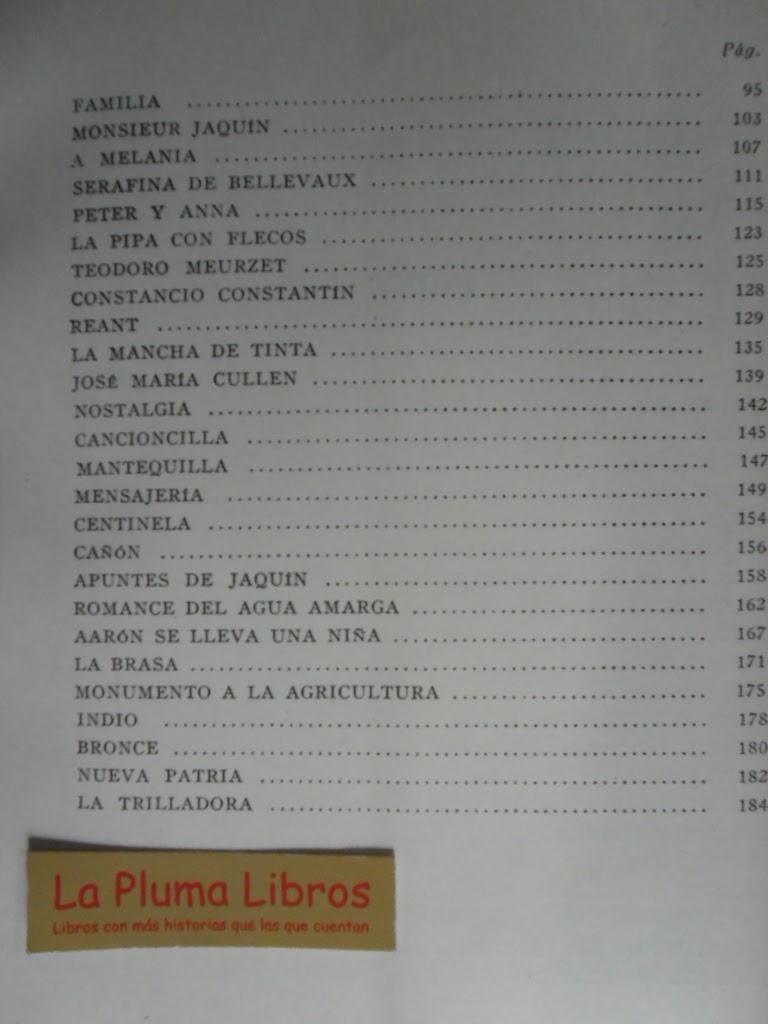 Pág.
FAMILIA .......... 95
MONSIEUR JAQUÍN .......... 103
A MELANIA .......... 107
SERAFINA DE BELLEVAUX .......... 111
PETER Y ANNA .......... 115
LA PIPA CON FLECOS .......... 123
TEODORO MEURZET .......... 125
CONSTANCIO CONSTANTÍN .......... 128
REANT .......... 129
LA MANCHA DE TINTA .......... 135
JOSÉ MARÍA CULLEN .......... 139
NOSTALGIA .......... 142
CANCIONCILLA .......... 145
MANTEQUILLA .......... 147
MENSAJERÍA .......... 149
CENTINELA .......... 154
CAÑÓN .......... 156
APUNTES DE JAQUÍN .......... 158
ROMANCE DEL AGUA AMARGA .......... 162
AARÓN SE LLEVA UNA NIÑA .......... 167
LA BRASA .......... 171
MONUMENTO A LA AGRICULTURA .......... 175
INDIO .......... 178
BRONCE .......... 180
NUEVA PATRIA .......... 182
LA TRILLADORA .......... 184
La Pluma Libros
Libros con más historias que las que cuentan